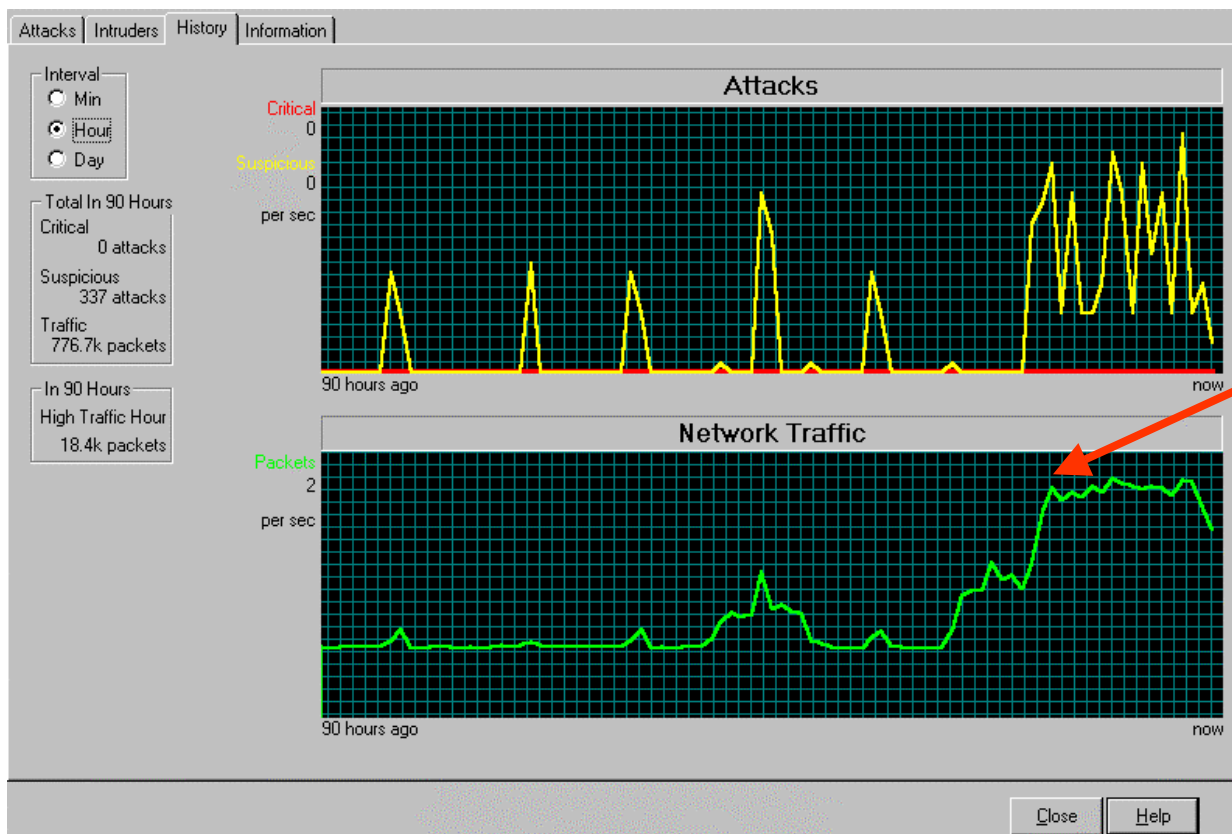 Attacks Intruders History Information
Interval
Min
Hour
Day
Total In 90 Hours
Critical
0 attacks
Suspicious
337 attacks
Traffic
776.7k packets
In 90 Hours
High Traffic Hour
18.4k packets
Attacks
Critical
0
Suspicious
0
per sec
90 hours ago now
Network Traffic
Packets
2
per sec
90 hours ago now
Close Help